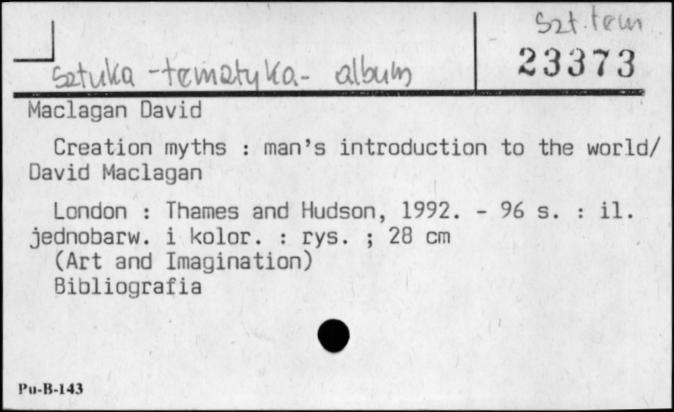 Szt. tem
23373
Sztuka - tematyka - album
Maclagan David
Creation myths : man's introduction to the world/
David Maclagan
London : Thames and Hudson, 1992. - 96 s. : il.
jednobarw. i kolor. : rys. ; 28 cm
(Art and Imagination)
Bibliografia
Pu-B-143